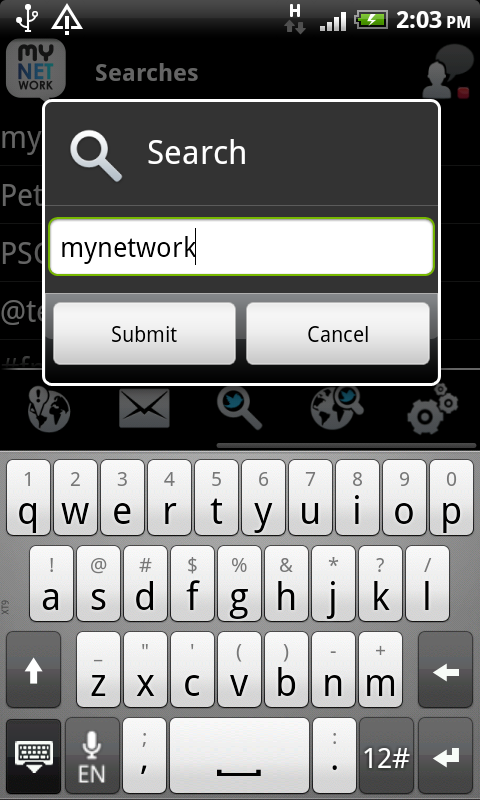 H 2:03 PM
MY
NET
WORK
Searches
my
Search
Pet
mynetwork
@te
Submit Cancel
1 2 3 4 5 6 7 8 9 0
q w e r t y u i o p
! @ # $ % & * ? /
a s d f g h j k l
XT9
_ " ' ( ) - +
z x c v b n m
; :
EN , . 12#